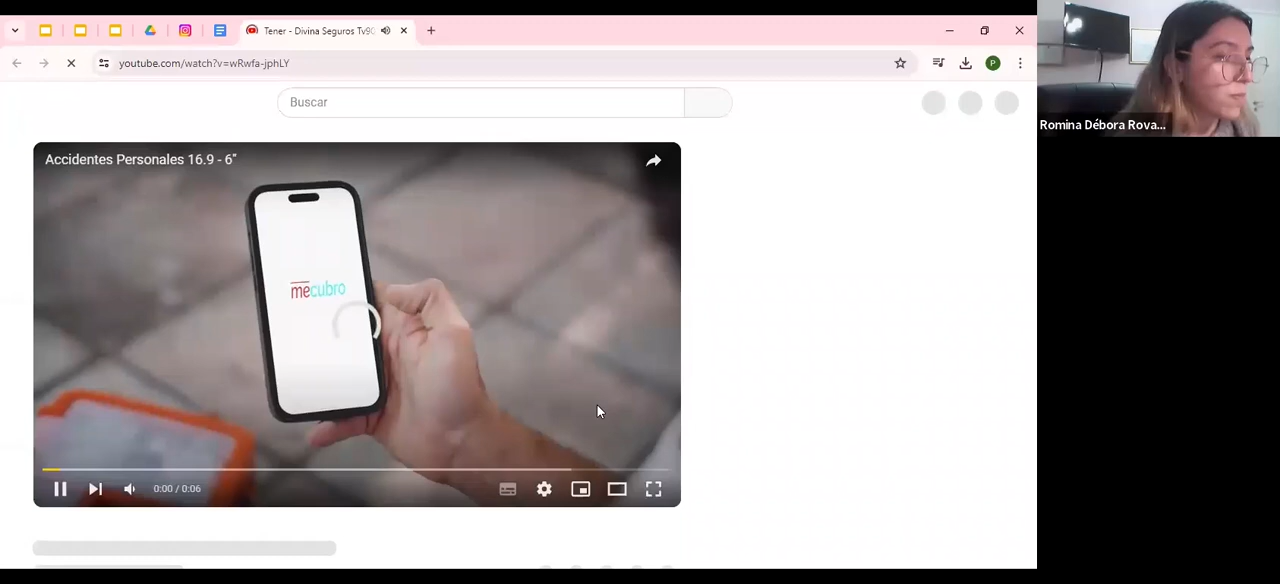 Tener - Divina Seguros Tv90
youtube.com/watch?v=wRwfa-jphLY
P
Buscar
Accidentes Personales 16.9 - 6"
mecubro
0:00 / 0:06
Romina Débora Rova...